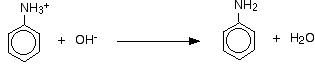 NH3+ + OH- NH2 + H2O